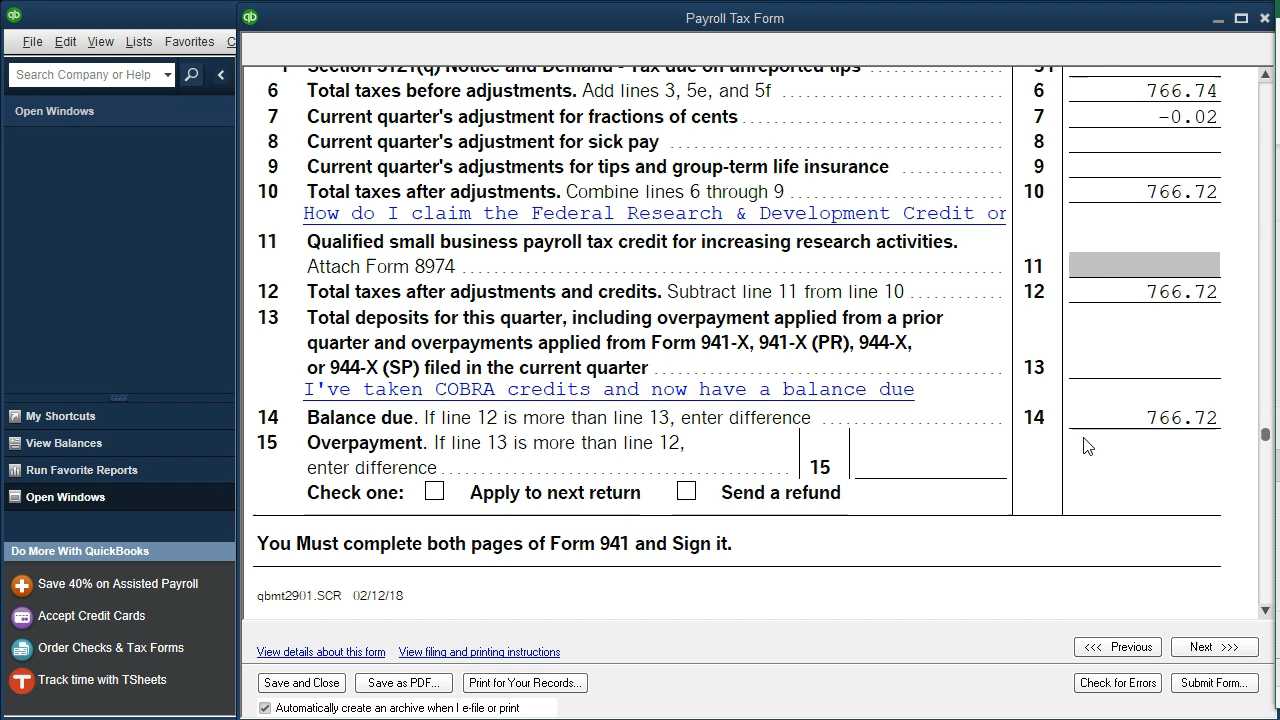 qb
qb Payroll Tax Form
File Edit View Lists Favorites C
Search Company or Help
Open Windows
My Shortcuts
View Balances
Run Favorite Reports
Open Windows
Do More With QuickBooks
Save 40% on Assisted Payroll
Accept Credit Cards
Order Checks & Tax Forms
Track time with TSheets
Section 3121(q) Notice and Demand - Tax due on unreported tips
6 Total taxes before adjustments. Add lines 3, 5e, and 5f 6 766.74
7 Current quarter's adjustment for fractions of cents 7 -0.02
8 Current quarter's adjustment for sick pay 8
9 Current quarter's adjustments for tips and group-term life insurance 9
10 Total taxes after adjustments. Combine lines 6 through 9 10 766.72
How do I claim the Federal Research & Development Credit or
11 Qualified small business payroll tax credit for increasing research activities.
Attach Form 8974 11
12 Total taxes after adjustments and credits. Subtract line 11 from line 10 12 766.72
13 Total deposits for this quarter, including overpayment applied from a prior
quarter and overpayments applied from Form 941-X, 941-X (PR), 944-X,
or 944-X (SP) filed in the current quarter 13
I've taken COBRA credits and now have a balance due
14 Balance due. If line 12 is more than line 13, enter difference 14 766.72
15 Overpayment. If line 13 is more than line 12,
enter difference 15
Check one: Apply to next return Send a refund
You Must complete both pages of Form 941 and Sign it.
qbmt2901.SCR 02/12/18
View details about this form View filing and printing instructions
<<< Previous Next >>>
Save and Close Save as PDF... Print for Your Records... Check for Errors Submit Form...
Automatically create an archive when I e-file or print